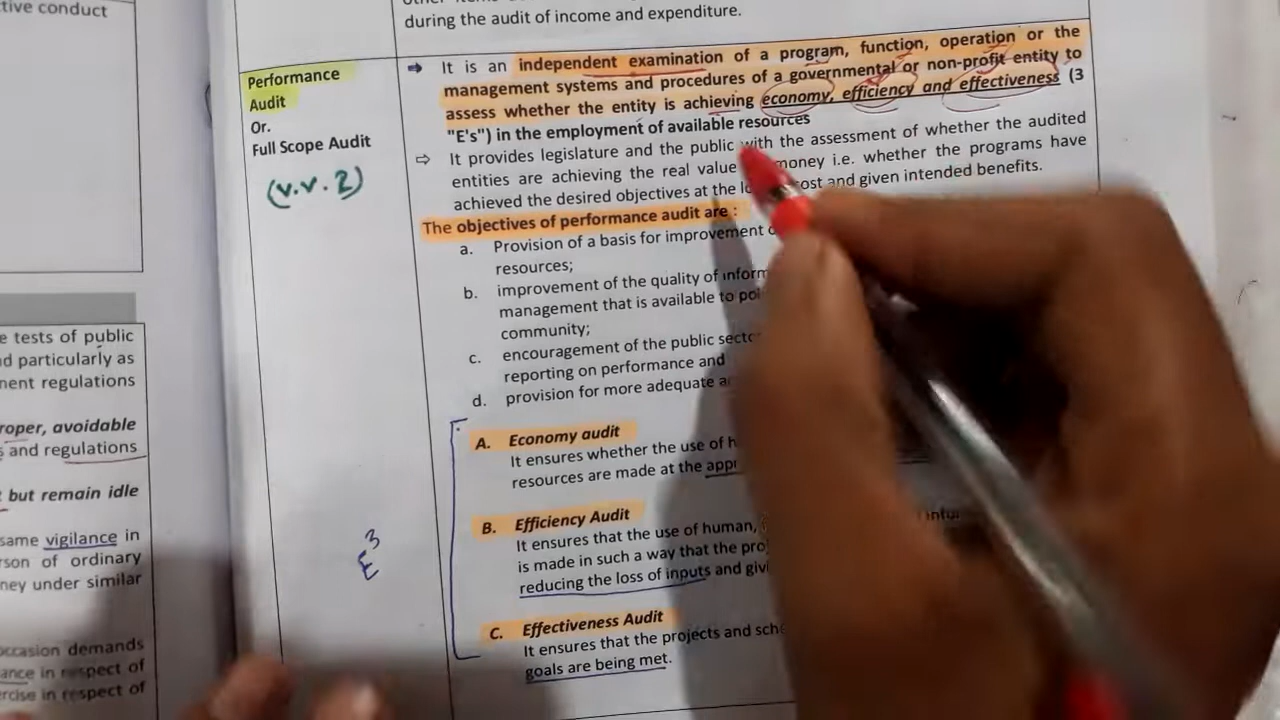 tive conduct
e tests of public
d particularly as
ment regulations
roper, avoidable
and regulations
but remain idle
same vigilance in
rson of ordinary
ney under similar
occasion demands
ance in respect of
rcise in respect of
during the audit of income and expenditure.
Performance
Audit
Or.
Full Scope Audit
(v.v.2)
E3
⇒ It is an independent examination of a program, function, operation or the
management systems and procedures of a governmental or non-profit entity to
assess whether the entity is achieving economy, efficiency and effectiveness (3
"E's") in the employment of available resources
⇒ It provides legislature and the public with the assessment of whether the audited
entities are achieving the real value money i.e. whether the programs have
achieved the desired objectives at the lo ost and given intended benefits.
The objectives of performance audit are :
a. Provision of a basis for improvement o
resources;
b. improvement of the quality of inform
management that is available to pol
community;
c. encouragement of the public secto
reporting on performance and
d. provision for more adequate a
A. Economy audit
It ensures whether the use of h
resources are made at the appr
B. Efficiency Audit
It ensures that the use of human,
is made in such a way that the pro
reducing the loss of inputs and givi
C. Effectiveness Audit
It ensures that the projects and sche
goals are being met.